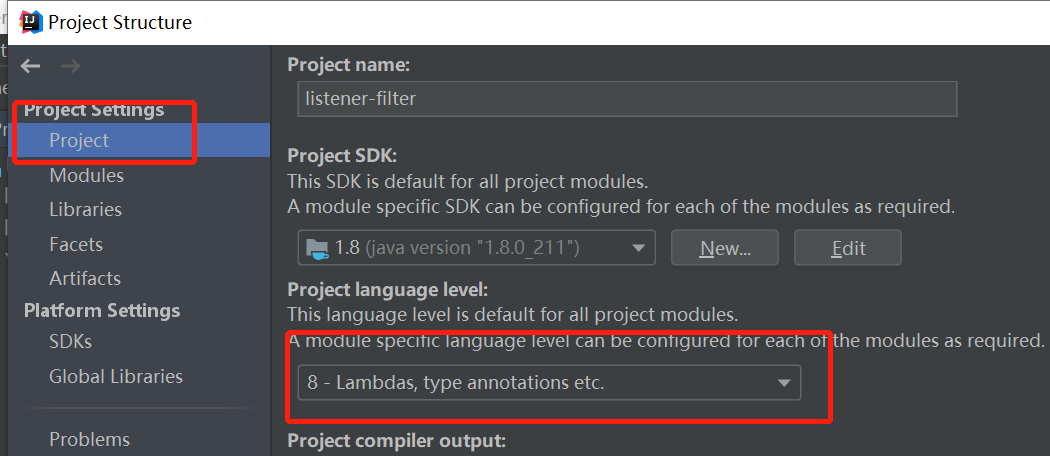 Project Structure
Project name:
listener-filter
Project Settings
Project
Modules
Libraries
Facets
Artifacts
Platform Settings
SDKs
Global Libraries
Problems
Project SDK:
This SDK is default for all project modules.
A module specific SDK can be configured for each of the modules as required.
1.8 (java version "1.8.0_211")
New...
Edit
Project language level:
This language level is default for all project modules.
A module specific language level can be configured for each of the modules as required.
8 - Lambdas, type annotations etc.
Project compiler output: